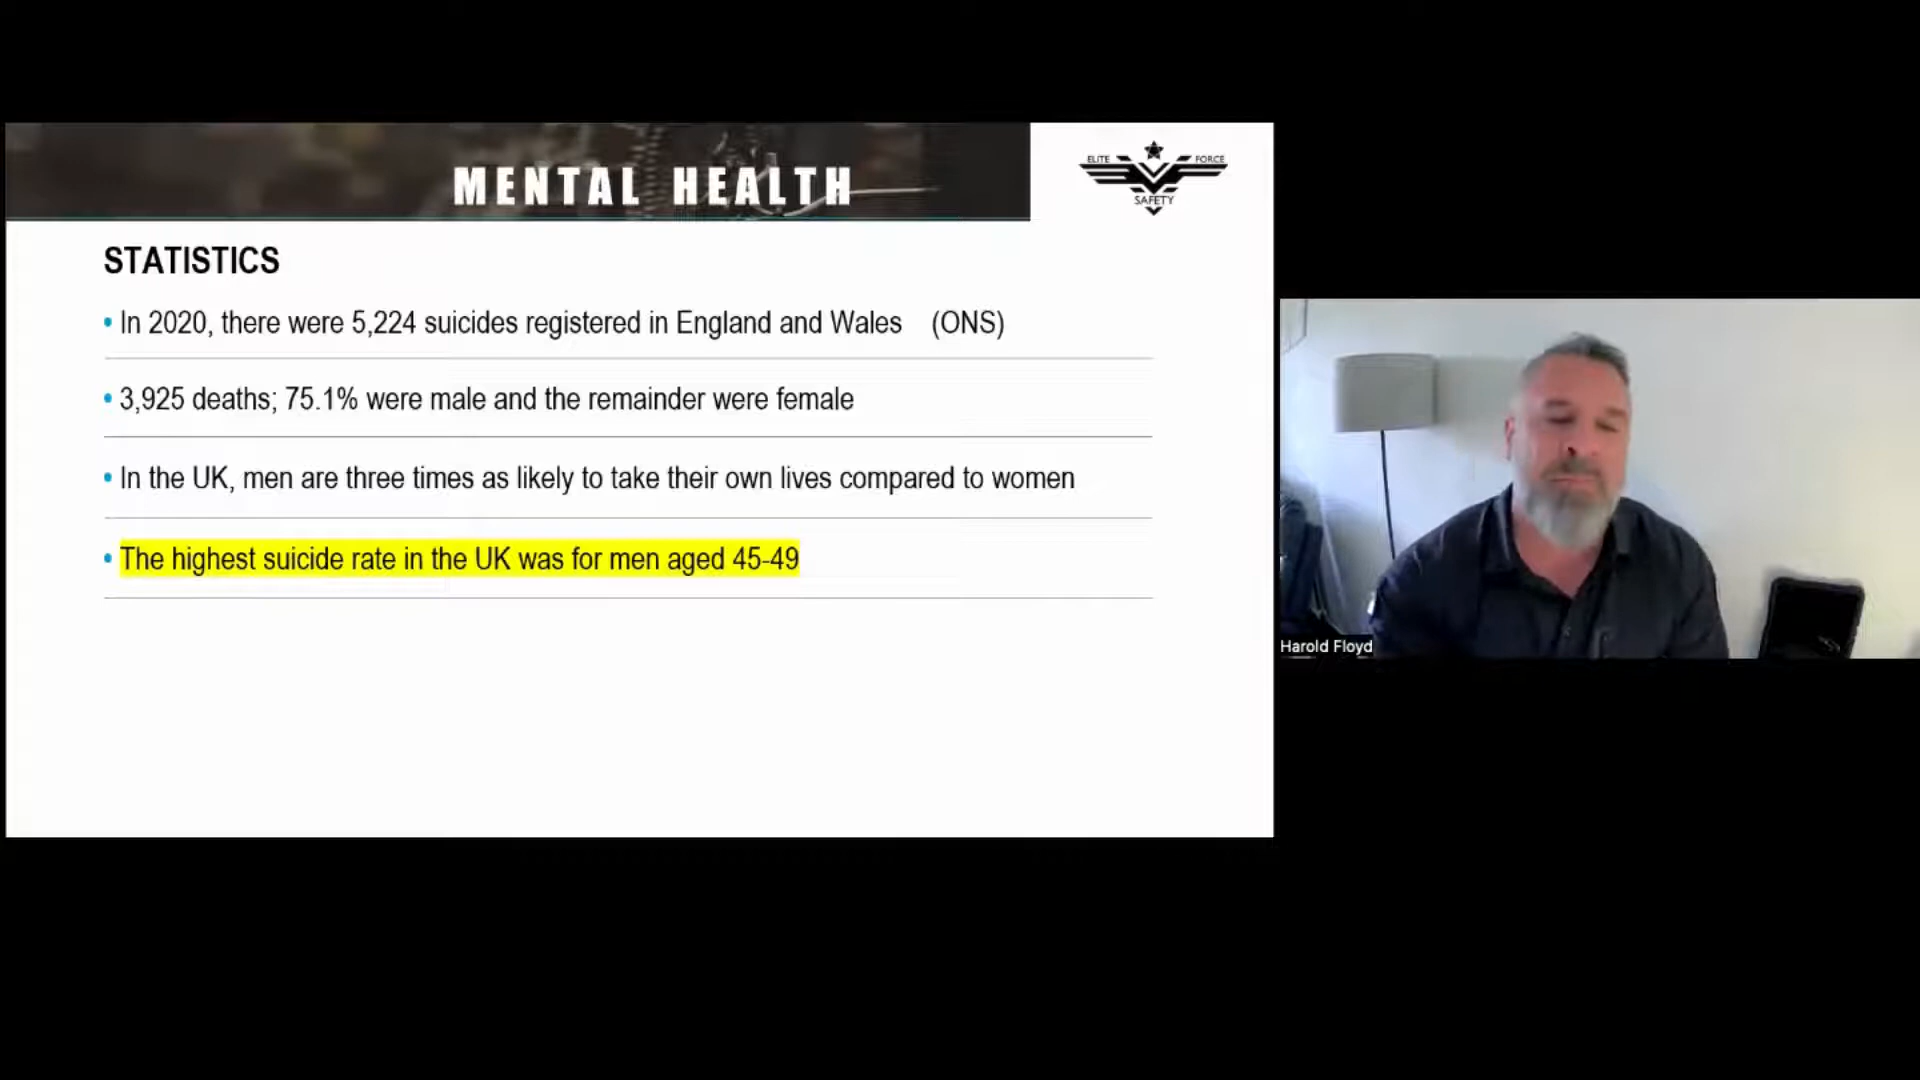 MENTAL HEALTH
ELITE FORCE
SAFETY
STATISTICS
• In 2020, there were 5,224 suicides registered in England and Wales (ONS)
• 3,925 deaths; 75.1% were male and the remainder were female
• In the UK, men are three times as likely to take their own lives compared to women
• The highest suicide rate in the UK was for men aged 45-49
Harold Floyd